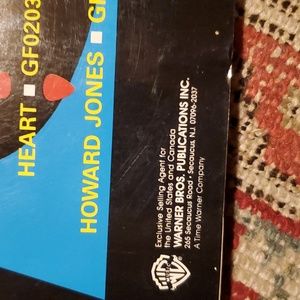 HEART ▪ GF0203
HOWARD JONES ▪ G
Exclusive Selling Agent for
the United States and Canada
WARNER BROS. PUBLICATIONS INC.
265 Secaucus Road • Secaucus, N.J. 07096-2037
A Time Warner Company
WB